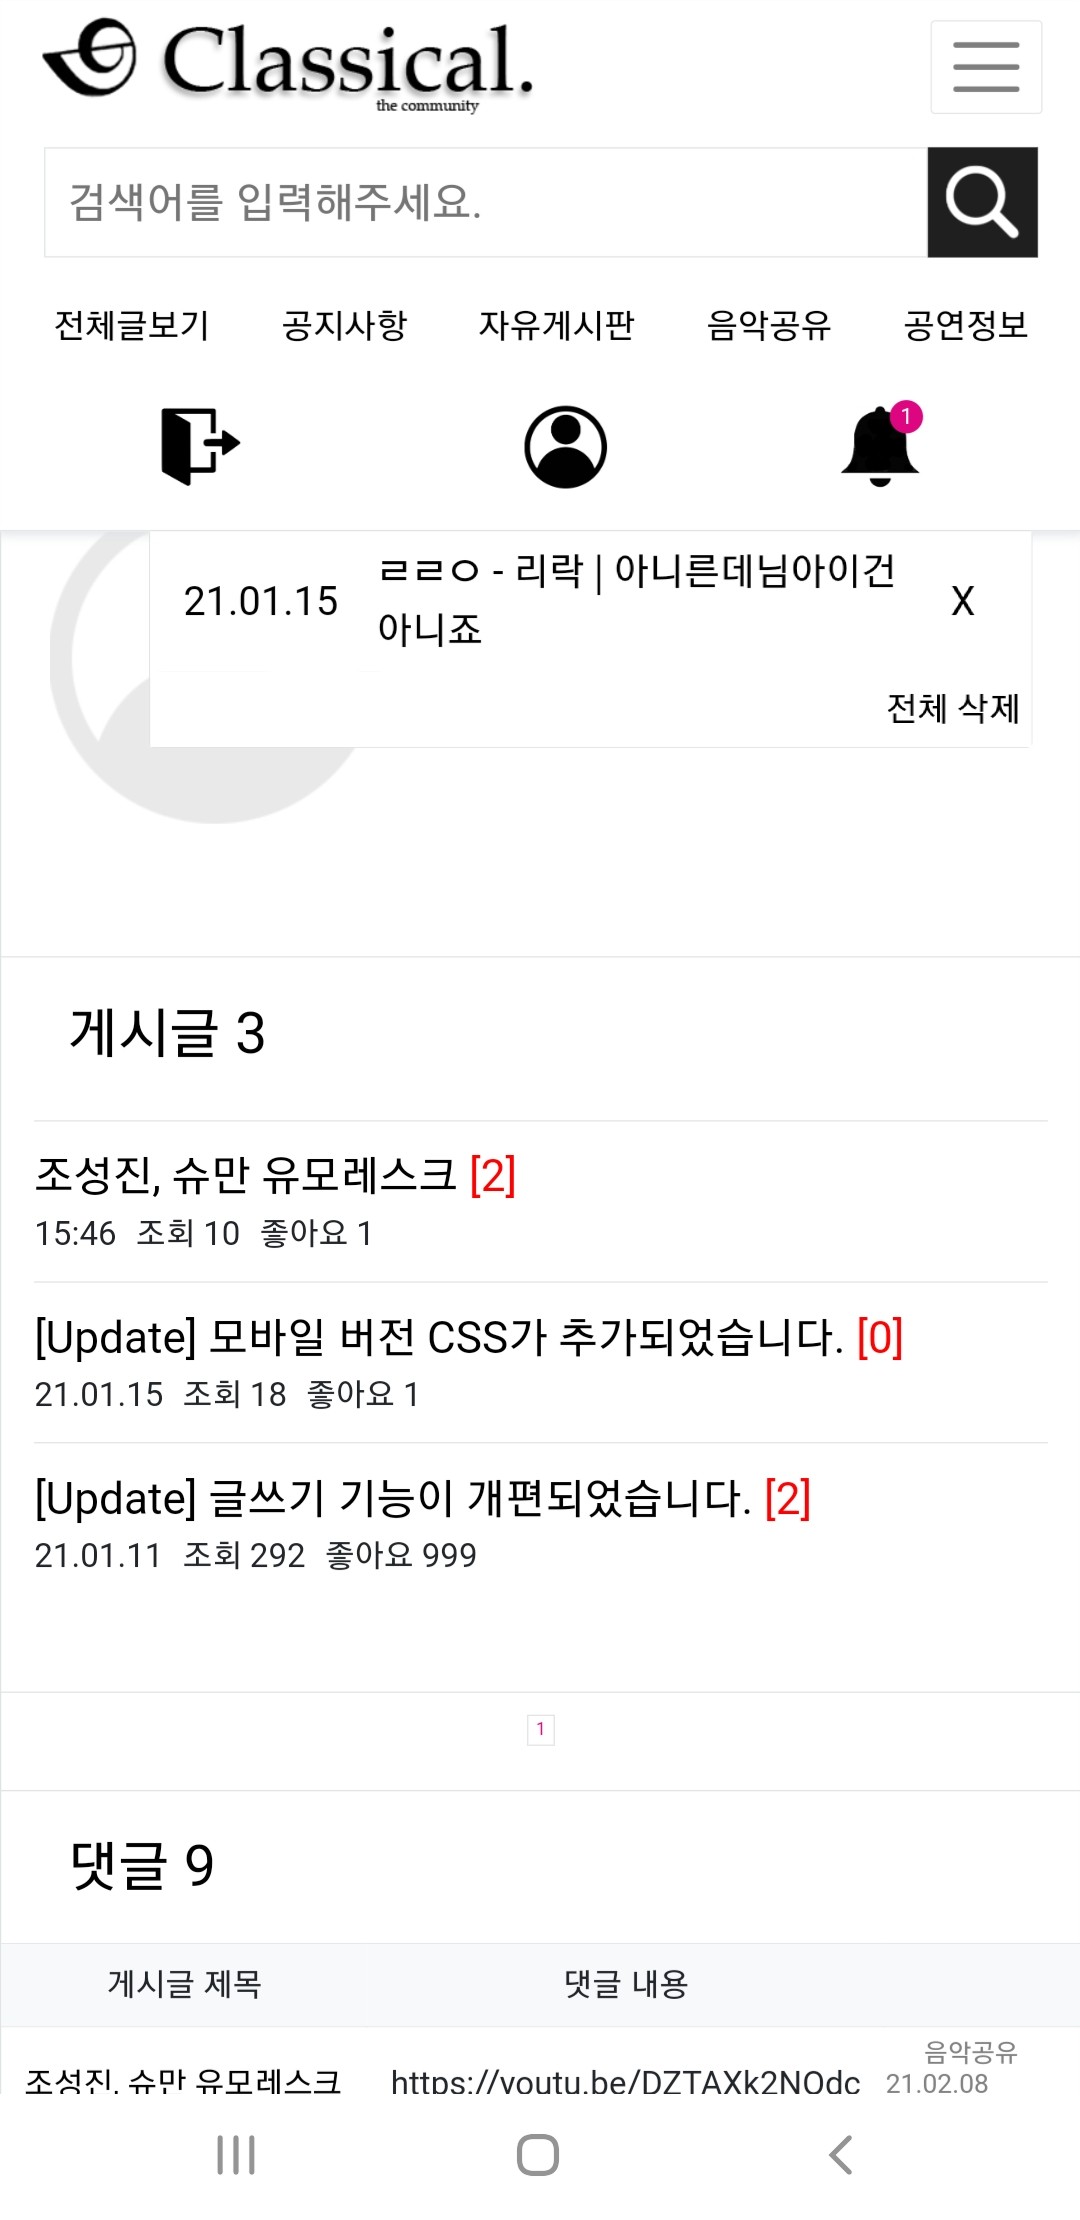 Classical.
the community
검색어를 입력해주세요.
전체글보기 공지사항 자유게시판 음악공유 공연정보
1
21.01.15 ㄹㄹㅇ - 리락 | 아니른데님아이건 X
아니죠
전체 삭제
게시글 3
조성진, 슈만 유모레스크 [2]
15:46 조회 10 좋아요 1
[Update] 모바일 버전 CSS가 추가되었습니다. [0]
21.01.15 조회 18 좋아요 1
[Update] 글쓰기 기능이 개편되었습니다. [2]
21.01.11 조회 292 좋아요 999
1
댓글 9
게시글 제목 댓글 내용
음악공유
조성진, 슈만 유모레스크 https://youtu.be/DZTAXk2NOdc 21.02.08